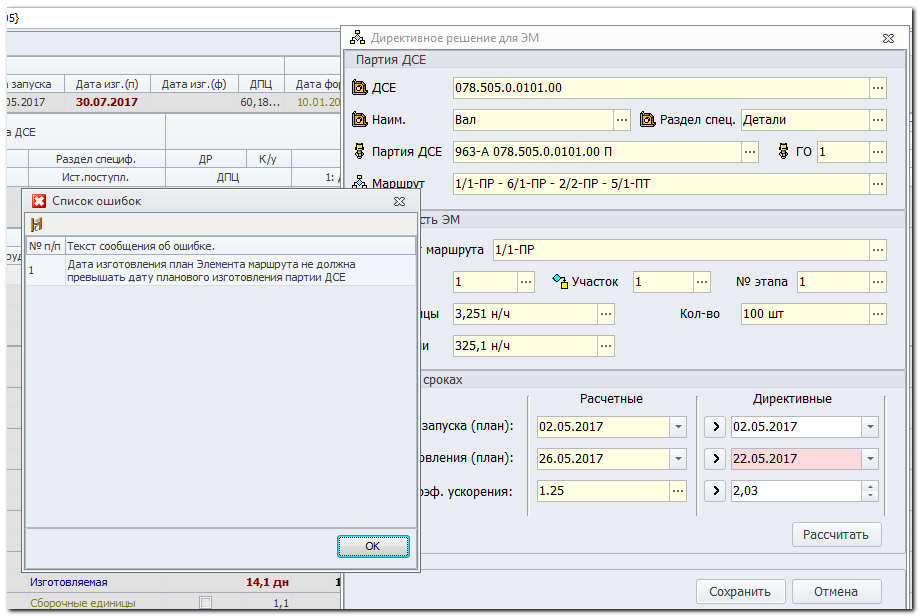 05}
Директивное решение для ЭМ
Партия ДСЕ
ДСЕ 078.505.0.0101.00 ...
Наим. Вал ... Раздел спец. Детали ...
Партия ДСЕ 963-А 078.505.0.0101.00 П ... ГО 1 ...
Маршрут 1/1-ПР - 6/1-ПР - 2/2-ПР - 5/1-ПТ ...
сть ЭМ
т маршрута 1/1-ПР ...
1 ... Участок 1 ... № этапа 1 ...
ицы 3,251 н/ч ... Кол-во 100 шт ...
и 325,1 н/ч ...
сроках
Расчетные Директивные
запуска (план): 02.05.2017 > 02.05.2017
овления (план): 26.05.2017 > 22.05.2017
оэф. ускорения: 1.25 ... > 2,03
Рассчитать
Сохранить Отмена
а запуска Дата изг.(п) Дата изг.(ф) ДПЦ Дата фор
05.2017 30.07.2017 60,18... 10.01.20
а ДСЕ
Раздел специф. ДР К/у
Ист.поступл. ДПЦ 1: Д
Список ошибок
№ п/п Текст сообщения об ошибке.
1 Дата изготовления план Элемента маршрута не должна
превышать дату планового изготовления партии ДСЕ
OK
Изготовляемая 14,1 дн 1
Сборочные единицы 1,1